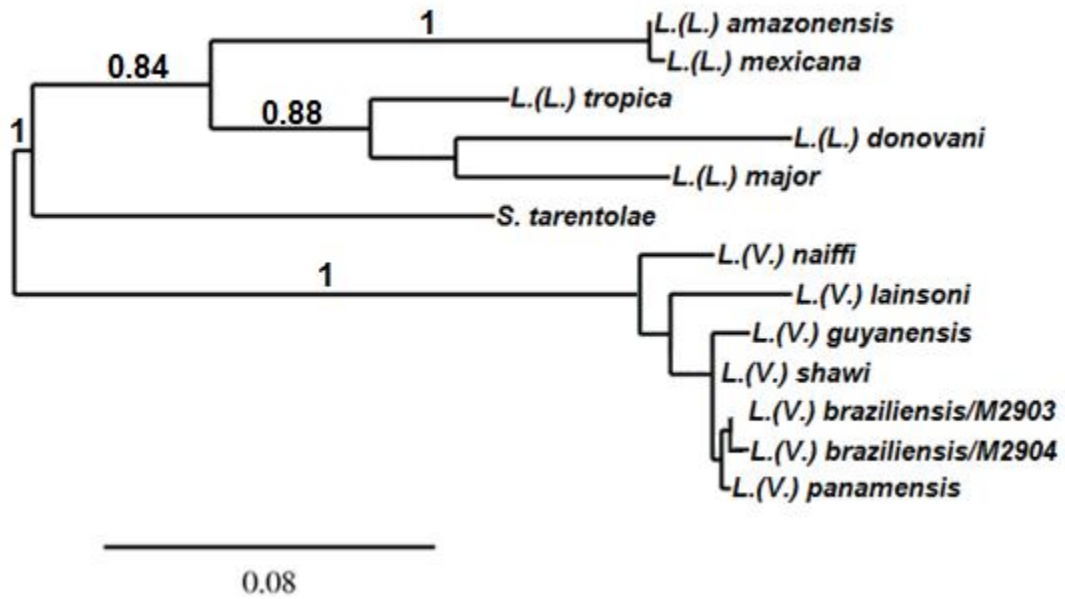 1
L.(L.) amazonensis
L.(L.) mexicana
0.84
L.(L.) tropica
0.88
1
L.(L.) donovani
L.(L.) major
S. tarentolae
L.(V.) naiffi
1
L.(V.) lainsoni
L.(V.) guyanensis
L.(V.) shawi
L.(V.) braziliensis/M2903
L.(V.) braziliensis/M2904
L.(V.) panamensis
0.08